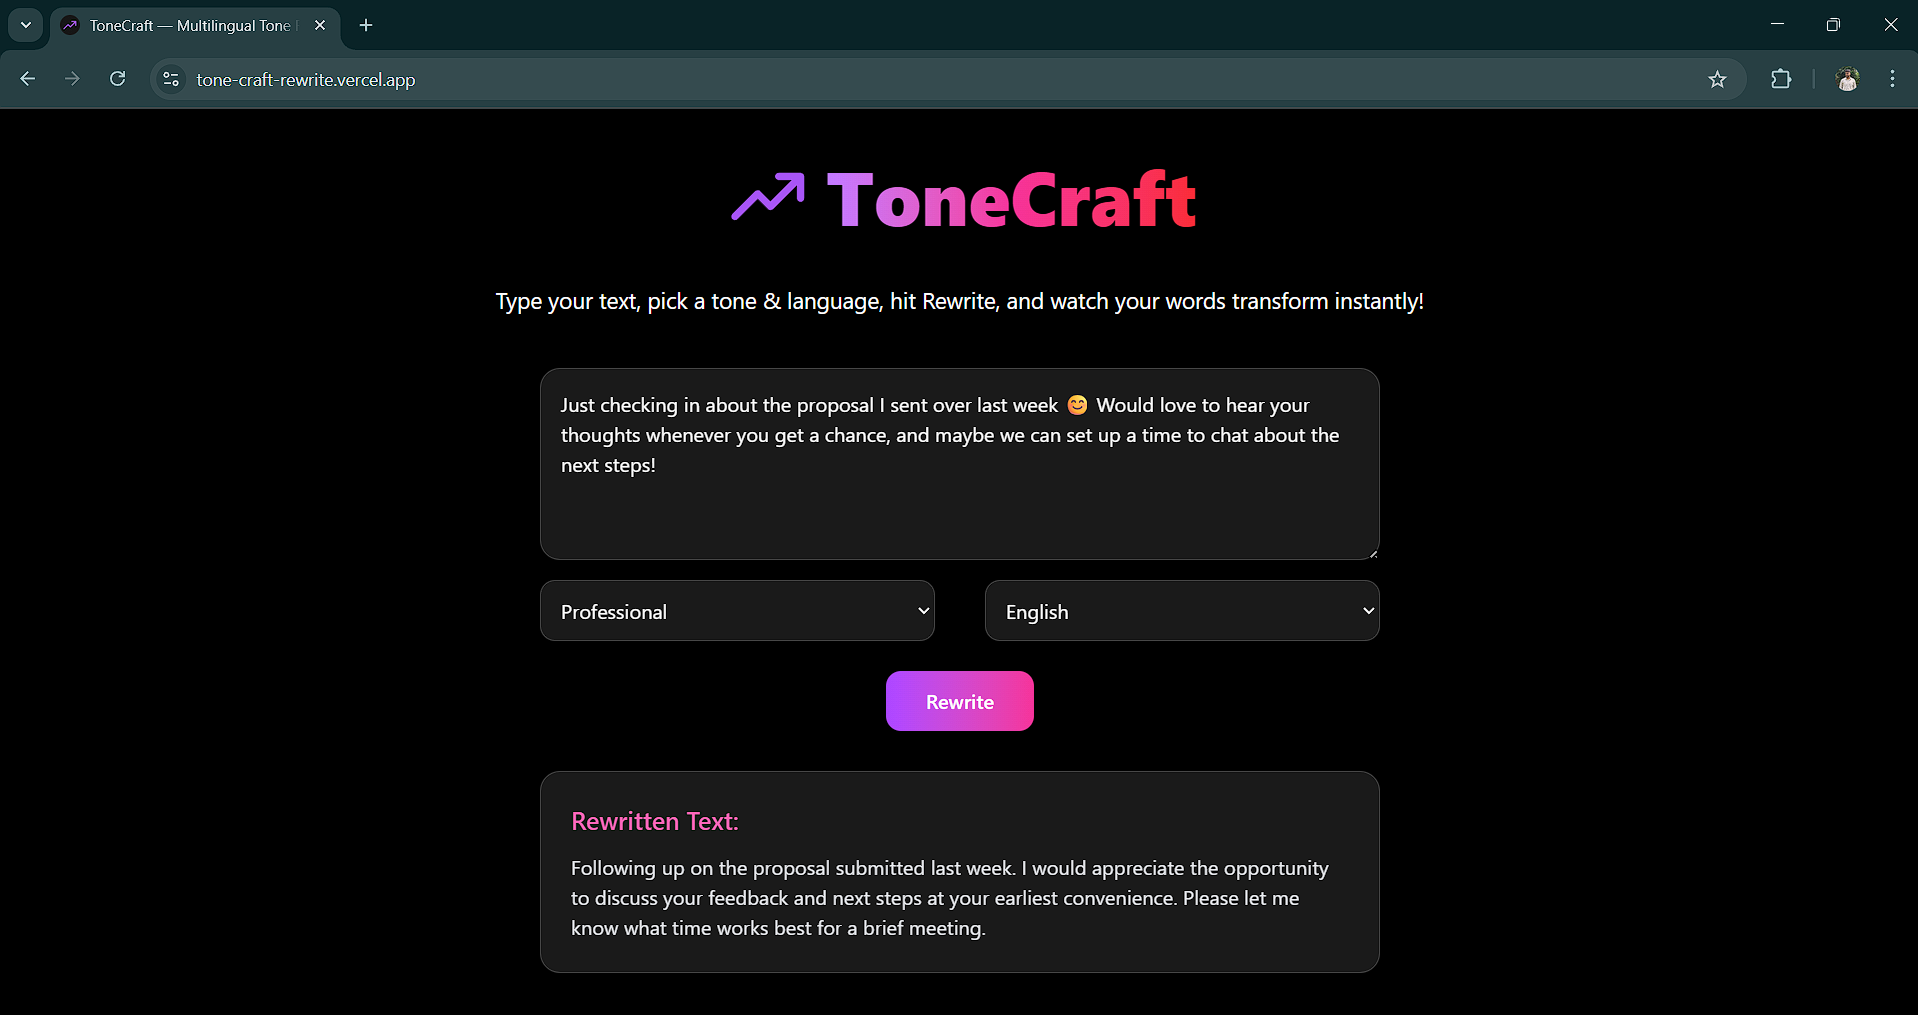 ToneCraft — Multilingual Tone
tone-craft-rewrite.vercel.app
ToneCraft
Type your text, pick a tone & language, hit Rewrite, and watch your words transform instantly!
Just checking in about the proposal I sent over last week 😊 Would love to hear your
thoughts whenever you get a chance, and maybe we can set up a time to chat about the
next steps!
Professional
English
Rewrite
Rewritten Text:
Following up on the proposal submitted last week. I would appreciate the opportunity
to discuss your feedback and next steps at your earliest convenience. Please let me
know what time works best for a brief meeting.